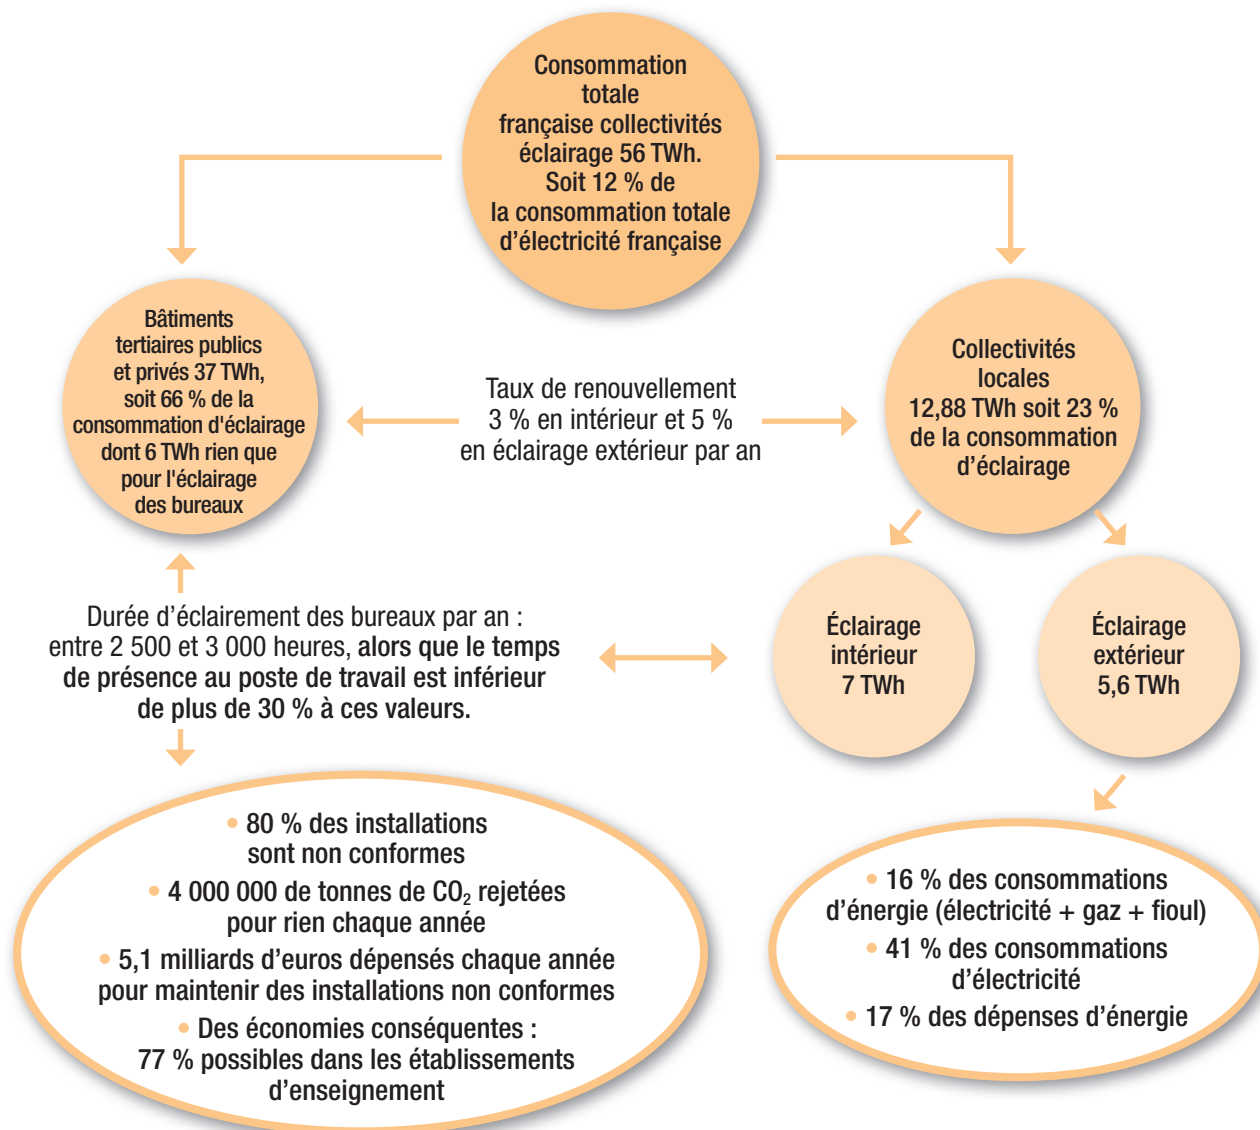 Consommation
totale
française collectivités
éclairage 56 TWh.
Soit 12 % de
la consommation totale
d’électricité française
Bâtiments
tertiaires publics
et privés 37 TWh,
soit 66 % de la
consommation d'éclairage
dont 6 TWh rien que
pour l'éclairage
des bureaux
Taux de renouvellement
3 % en intérieur et 5 %
en éclairage extérieur par an
Collectivités
locales
12,88 TWh soit 23 %
de la consommation
d’éclairage
Durée d’éclairement des bureaux par an :
entre 2 500 et 3 000 heures, alors que le temps
de présence au poste de travail est inférieur
de plus de 30 % à ces valeurs.
Éclairage
intérieur
7 TWh
Éclairage
extérieur
5,6 TWh
• 80 % des installations
sont non conformes
• 4 000 000 de tonnes de CO₂ rejetées
pour rien chaque année
• 5,1 milliards d’euros dépensés chaque année
pour maintenir des installations non conformes
• Des économies conséquentes :
77 % possibles dans les établissements
d’enseignement
• 16 % des consommations
d’énergie (électricité + gaz + fioul)
• 41 % des consommations
d’électricité
• 17 % des dépenses d’énergie